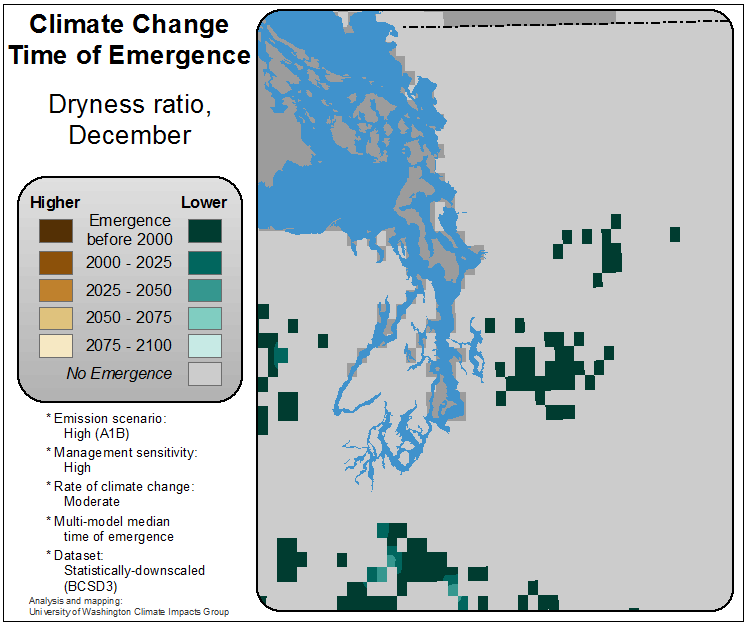 Climate Change
Time of Emergence
Dryness ratio,
December
Higher
Lower
Emergence
before 2000
2000 - 2025
2025 - 2050
2050 - 2075
2075 - 2100
No Emergence
* Emission scenario:
High (A1B)
* Management sensitivity:
High
* Rate of climate change:
Moderate
* Multi-model median
time of emergence
* Dataset:
Statistically-downscaled
(BCSD3)
Analysis and mapping:
University of Washington Climate Impacts Group